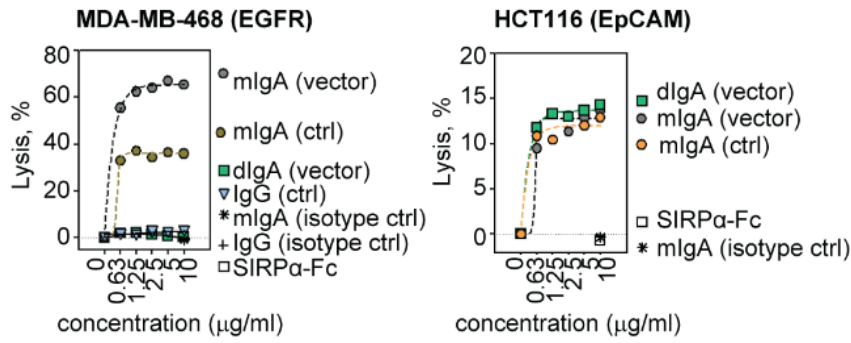 MDA-MB-468 (EGFR)
Lysis, %
80
60
40
20
0
0
0.63
1.25
2.5
5
10
concentration (μg/ml)
mIgA (vector)
mIgA (ctrl)
dIgA (vector)
IgG (ctrl)
mIgA (isotype ctrl)
IgG (isotype ctrl)
SIRPα-Fc
HCT116 (EpCAM)
Lysis, %
20
15
10
5
0
0
0.63
1.25
2.5
5
10
concentration (μg/ml)
dIgA (vector)
mIgA (vector)
mIgA (ctrl)
SIRPα-Fc
mIgA (isotype ctrl)